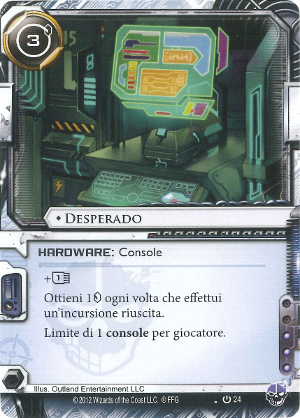 3
15
DESPERADO
HARDWARE: Console
+1
Ottieni 1 ogni volta che effettui
un'incursione riuscita.
Limite di 1 console per giocatore.
Illus. Outland Entertainment LLC
© 2012 Wizards of the Coast LLC. © FFG
24